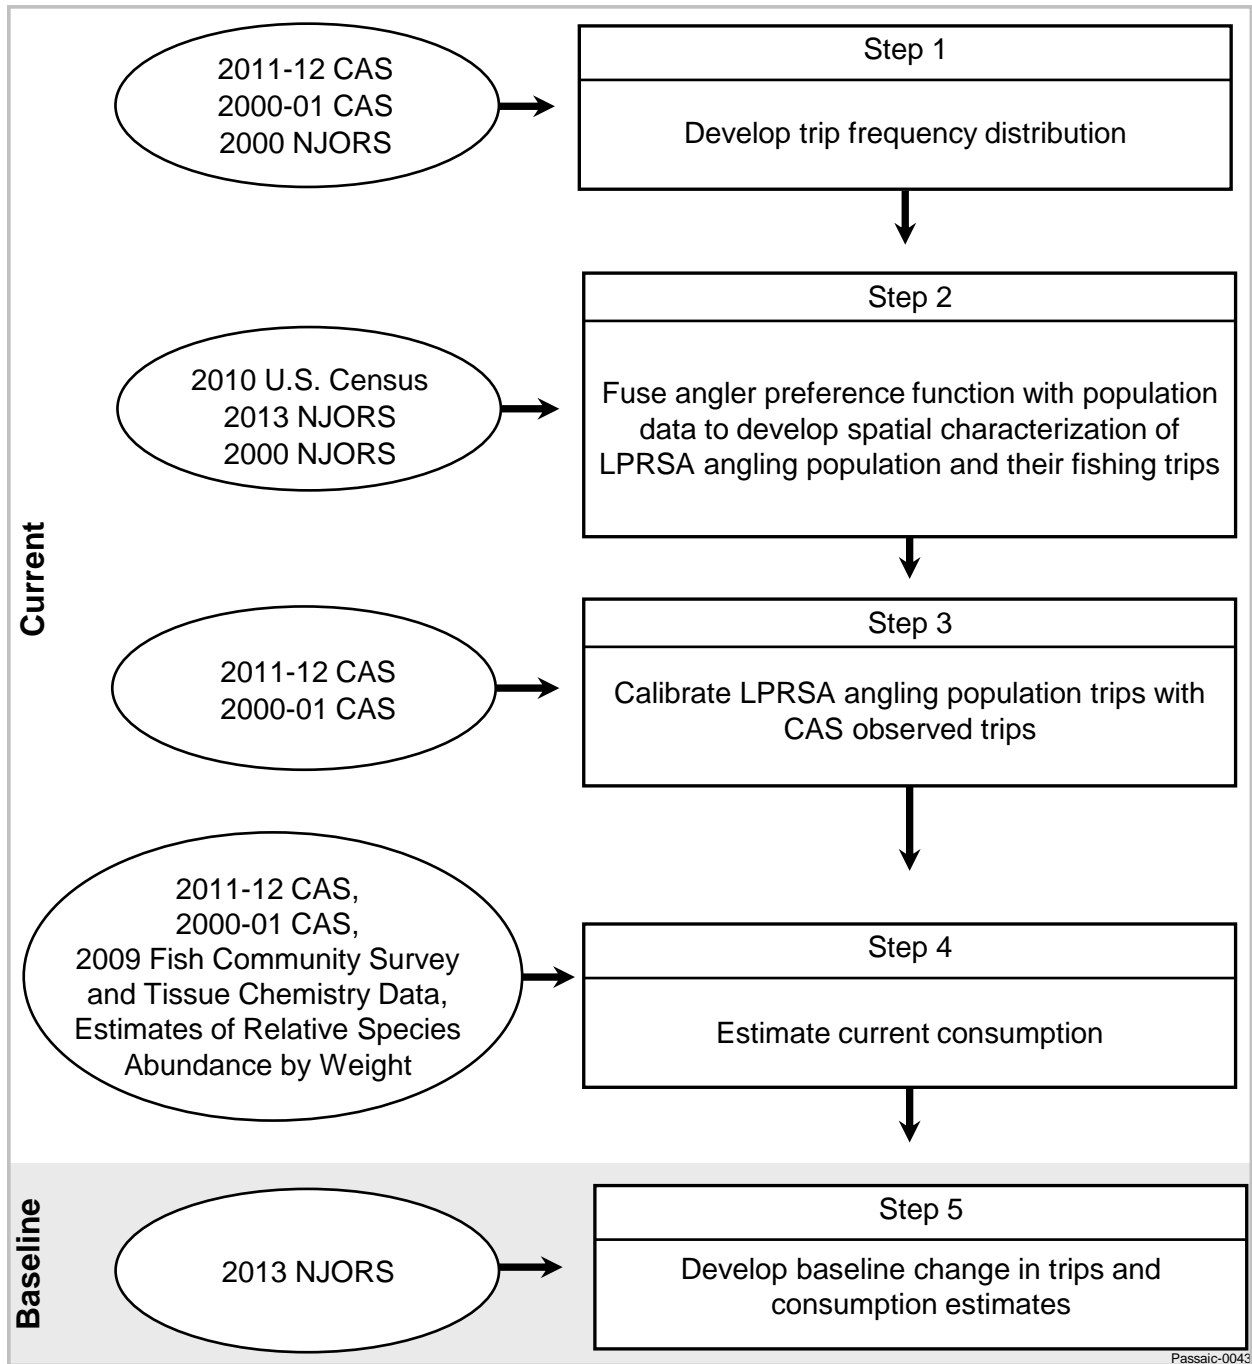 2011-12 CAS
2000-01 CAS
2000 NJORS
Step 1
Develop trip frequency distribution
2010 U.S. Census
2013 NJORS
2000 NJORS
Step 2
Fuse angler preference function with population
data to develop spatial characterization of
LPRSA angling population and their fishing trips
Current
2011-12 CAS
2000-01 CAS
Step 3
Calibrate LPRSA angling population trips with
CAS observed trips
2011-12 CAS,
2000-01 CAS,
2009 Fish Community Survey
and Tissue Chemistry Data,
Estimates of Relative Species
Abundance by Weight
Step 4
Estimate current consumption
Baseline
2013 NJORS
Step 5
Develop baseline change in trips and
consumption estimates
Passaic-0043